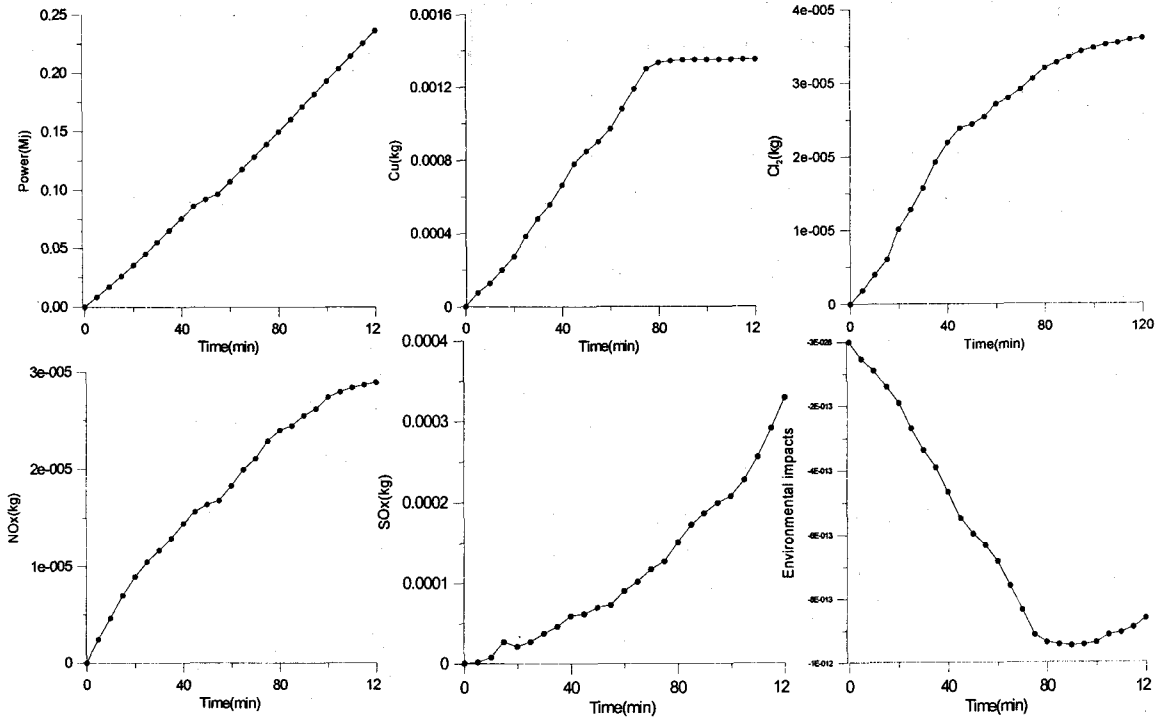 0.25
0.20
0.15
0.10
0.05
0.00
Power(Mj)
0
40
80
12
Time(min)
0.0016
0.0012
0.0008
0.0004
0
Cu(kg)
0
40
80
12
Time(min)
4e-005
3e-005
2e-005
1e-005
0
Cl₂(kg)
0
40
80
120
Time(min)
3e-005
2e-005
1e-005
0
NOx(kg)
0
40
80
12
Time(min)
0.0004
0.0003
0.0002
0.0001
0
SOx(kg)
0
40
80
12
Time(min)
-2E-013
-4E-013
-6E-013
-8E-013
-1E-012
Environmental impacts
0
40
80
12
Time(min)